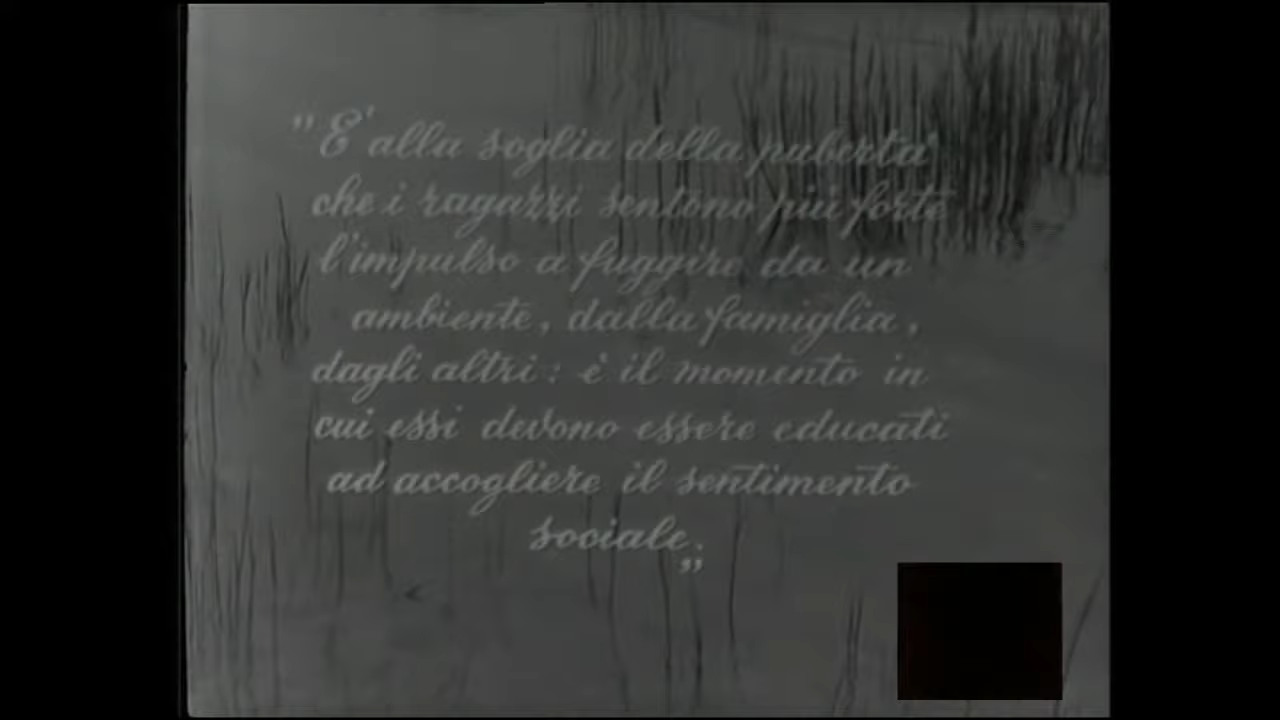 "E' alla soglia della pubertà
che i ragazzi sentono più forte
l'impulso a fuggire da un
ambiente, dalla famiglia,
dagli altri: è il momento in
cui essi devono essere educati
ad accogliere il sentimento
sociale."